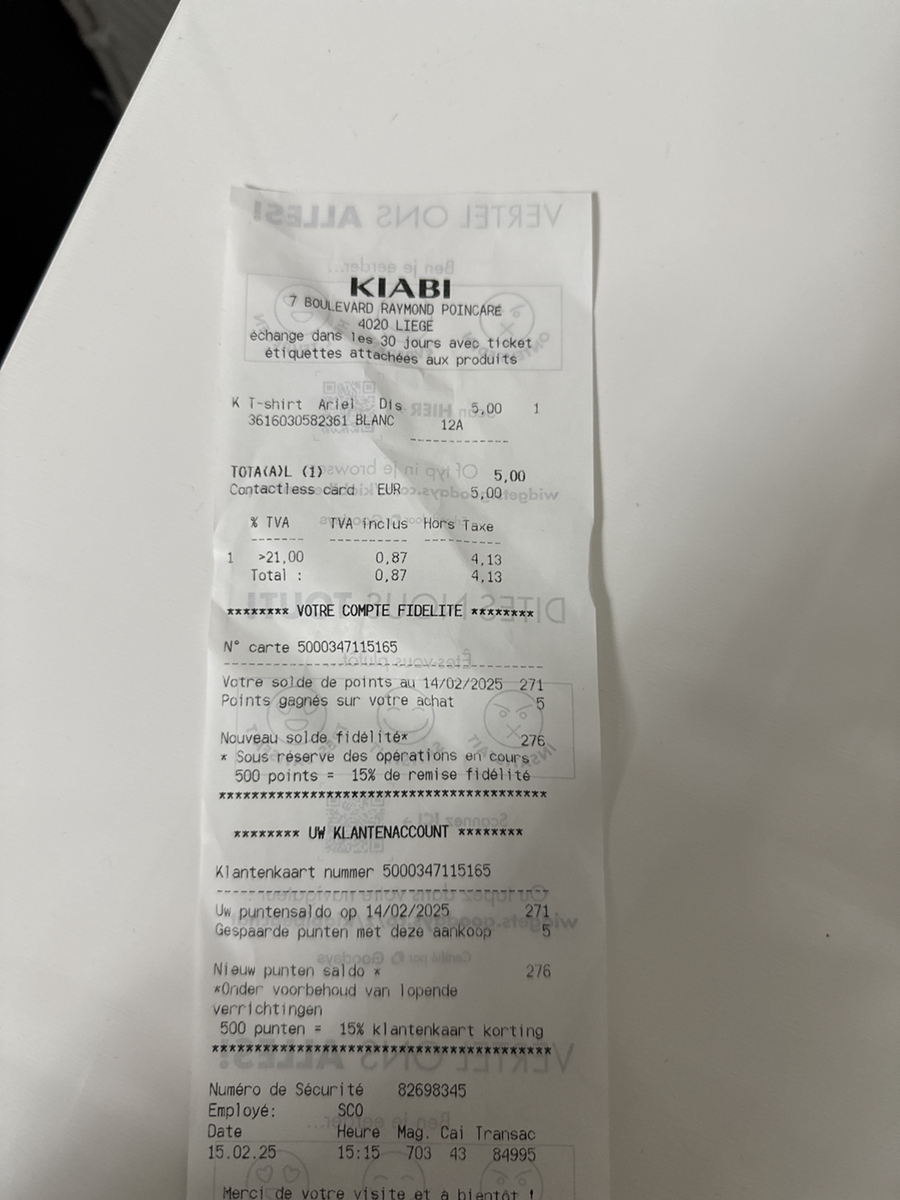 KIABI
7 BOULEVARD RAYMOND POINCARE
4020 LIEGE
échange dans les 30 jours avec ticket
étiquettes attachées aux produits
K T-shirt Ariel Dis 5,00 1
3616030582361 BLANC 12A
------------
TOTA(A)L (1) 5,00
Contactless card EUR 5,00
% TVA TVA inclus Hors Taxe
------- ---------- ----------
1 >21,00 0,87 4,13
Total : 0,87 4,13
******** VOTRE COMPTE FIDELITE ********
N° carte 5000347115165
---------------------------------------
Votre solde de points au 14/02/2025 271
Points gagnés sur votre achat 5
Nouveau solde fidélité* 276
* Sous réserve des opérations en cours
500 points = 15% de remise fidélité
****************************************
******** UW KLANTENACCOUNT ********
Klantenkaart nummer 5000347115165
----------------------------------------
Uw puntensaldo op 14/02/2025 271
Gespaarde punten met deze aankoop 5
Nieuw punten saldo * 276
*Onder voorbehoud van lopende
verrichtingen
500 punten = 15% klantenkaart korting
****************************************
Numéro de Sécurité 82698345
Employé: SCO
Date Heure Mag. Cai Transac
15.02.25 15:15 703 43 84995
Merci de votre visite et à bientôt !